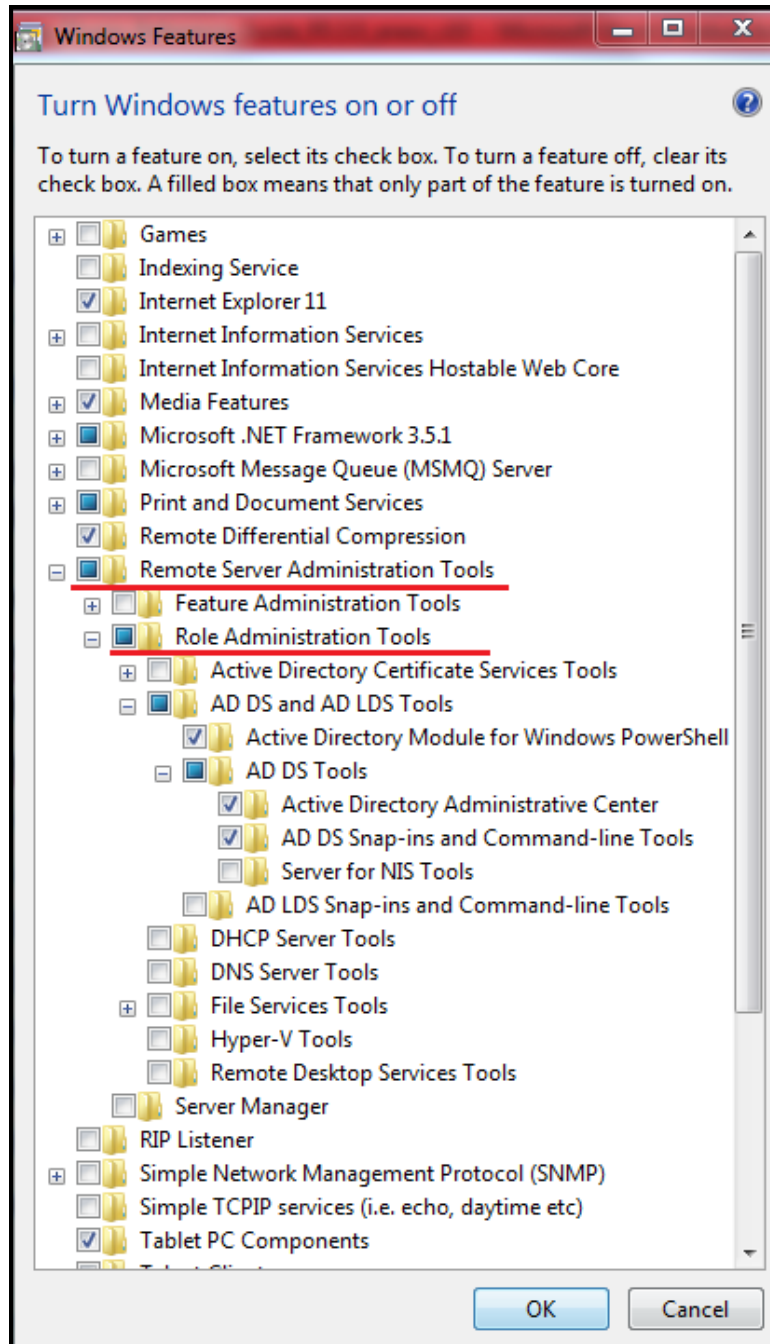 Windows Features
Turn Windows features on or off
To turn a feature on, select its check box. To turn a feature off, clear its
check box. A filled box means that only part of the feature is turned on.
Games
Indexing Service
Internet Explorer 11
Internet Information Services
Internet Information Services Hostable Web Core
Media Features
Microsoft .NET Framework 3.5.1
Microsoft Message Queue (MSMQ) Server
Print and Document Services
Remote Differential Compression
Remote Server Administration Tools
Feature Administration Tools
Role Administration Tools
Active Directory Certificate Services Tools
AD DS and AD LDS Tools
Active Directory Module for Windows PowerShell
AD DS Tools
Active Directory Administrative Center
AD DS Snap-ins and Command-line Tools
Server for NIS Tools
AD LDS Snap-ins and Command-line Tools
DHCP Server Tools
DNS Server Tools
File Services Tools
Hyper-V Tools
Remote Desktop Services Tools
Server Manager
RIP Listener
Simple Network Management Protocol (SNMP)
Simple TCPIP services (i.e. echo, daytime etc)
Tablet PC Components
OK Cancel